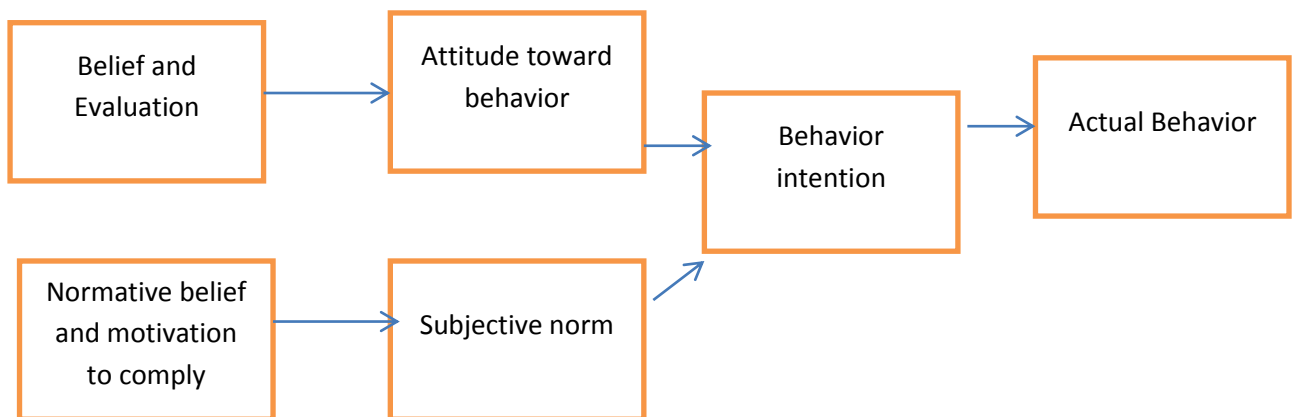 Belief and
Evaluation
Attitude toward
behavior
Behavior
intention
Actual Behavior
Normative belief
and motivation
to comply
Subjective norm